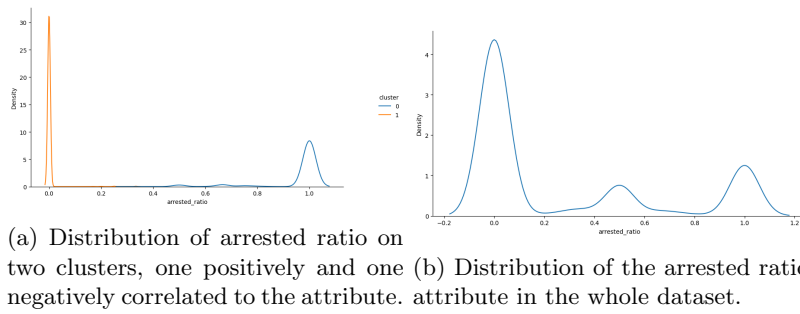 30
25
20
15
10
5
0
Density
0.0 0.2 0.4 0.6 0.8 1.0
arrested_ratio
cluster
0
1
4
3
2
1
0
Density
−0.2 0.0 0.2 0.4 0.6 0.8 1.0 1.2
arrested_ratio
(a) Distribution of arrested ratio on
two clusters, one positively and one
negatively correlated to the attribute.
(b) Distribution of the arrested ratio
attribute in the whole dataset.